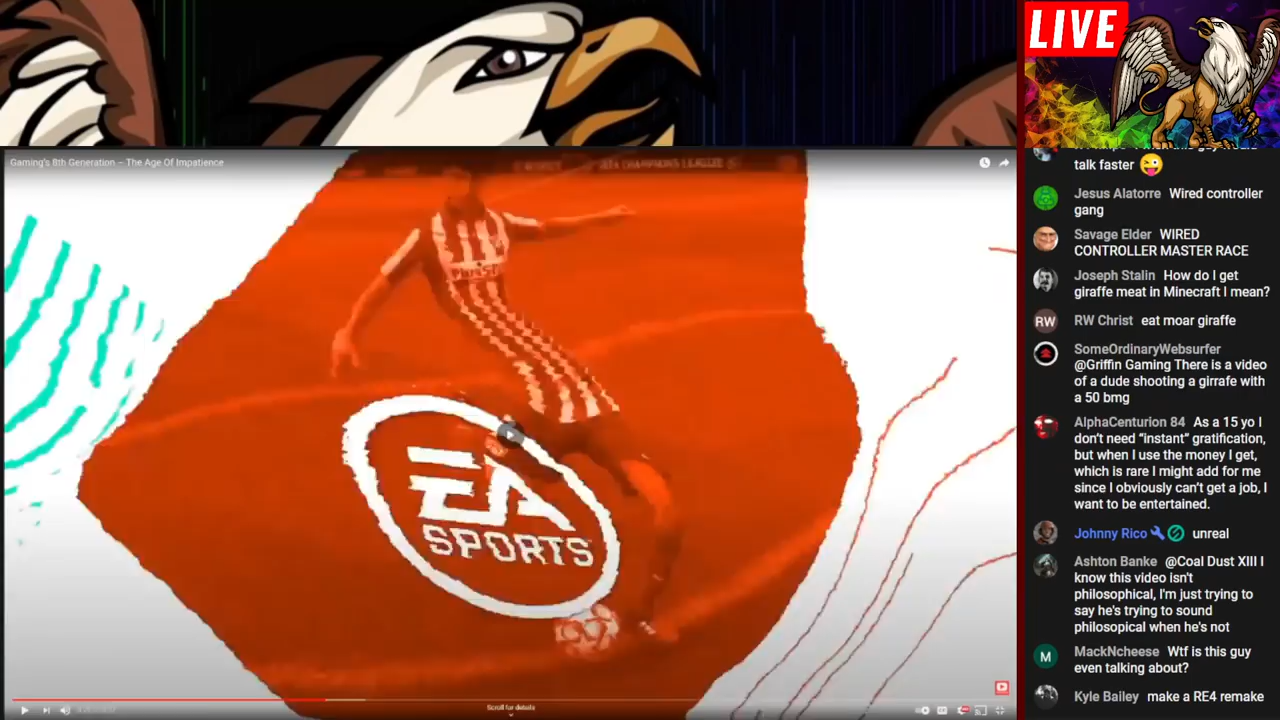 LIVE
Gaming's 8th Generation – The Age Of Impatience
talk faster
Jesus Alatorre Wired controller
gang
Savage Elder WIRED
CONTROLLER MASTER RACE
Joseph Stalin How do I get
giraffe meat in Minecraft I mean?
RW
RW Christ eat moar giraffe
SomeOrdinaryWebsurfer
@Griffin Gaming There is a video
of a dude shooting a girrafe with
a 50 bmg
AlphaCenturion 84 As a 15 yo I
don't need "instant" gratification,
but when I use the money I get,
which is rare I might add for me
since I obviously can't get a job, I
want to be entertained.
Johnny Rico unreal
Ashton Banke @Coal Dust XIII I
know this video isn't
philosophical, I'm just trying to
say he's trying to sound
philosopical when he's not
M
MackNcheese Wtf is this guy
even talking about?
Kyle Bailey make a RE4 remake
EA
SPORTS
Scroll for details